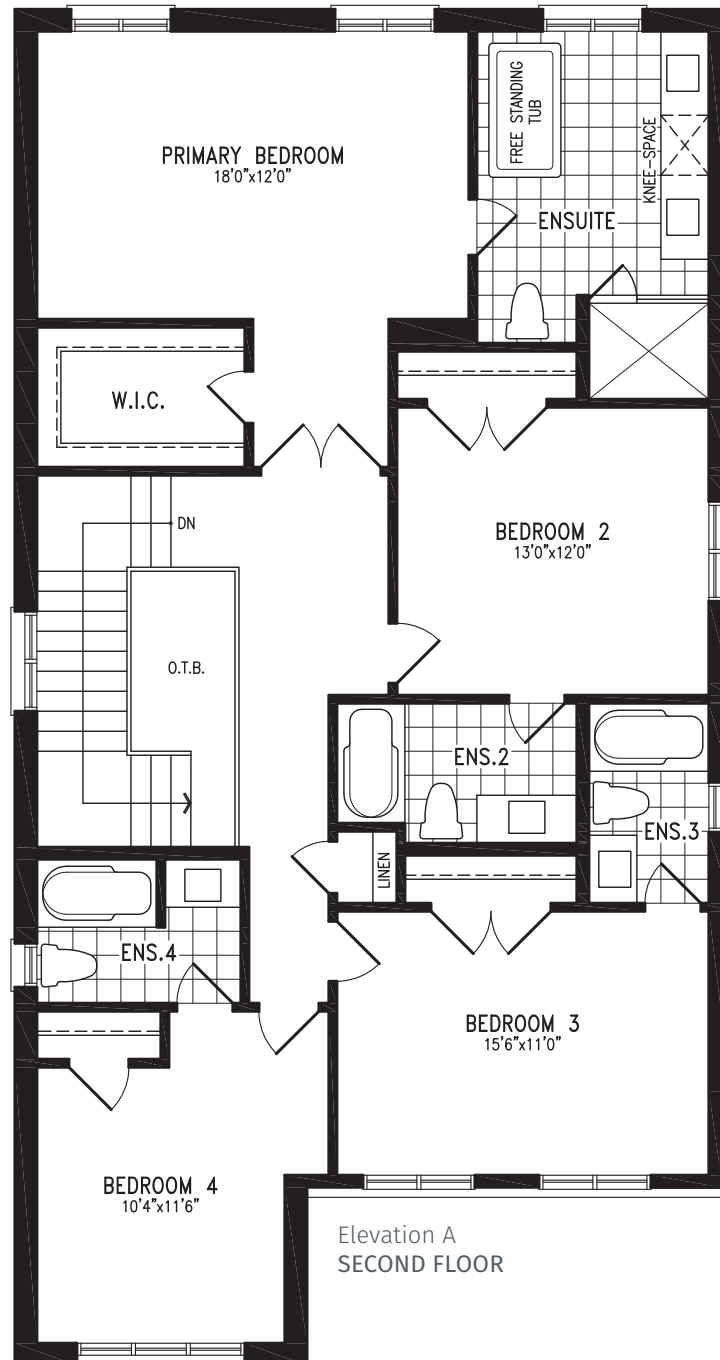 PRIMARY BEDROOM
18'0"x12'0"
FREE STANDING
TUB
KNEE-SPACE
ENSUITE
W.I.C.
DN
BEDROOM 2
13'0"x12'0"
O.T.B.
ENS.2
ENS.3
LINEN
ENS.4
BEDROOM 3
15'6"x11'0"
BEDROOM 4
10'4"x11'6"
Elevation A
SECOND FLOOR